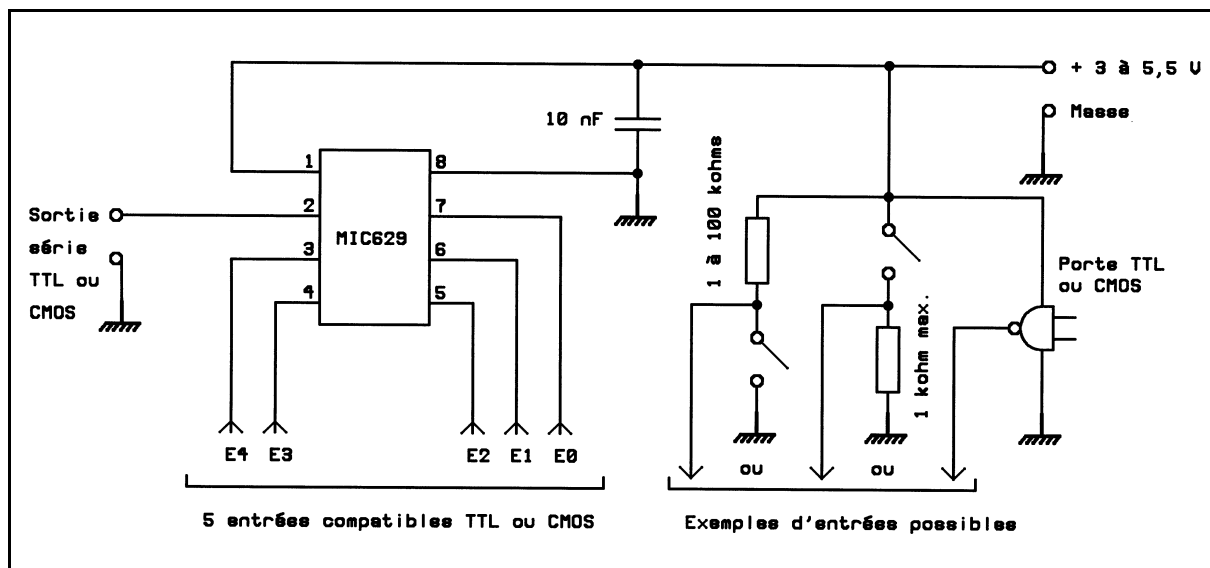 + 3 à 5,5 V
Masse
10 nF
1
2
3
4
8
7
6
5
MIC629
Sortie
série
TTL ou
CMOS
1 à 100 kohms
1 kohm max.
Porte TTL
ou CMOS
E4
E3
E2
E1
E0
ou
ou
5 entrées compatibles TTL ou CMOS
Exemples d'entrées possibles